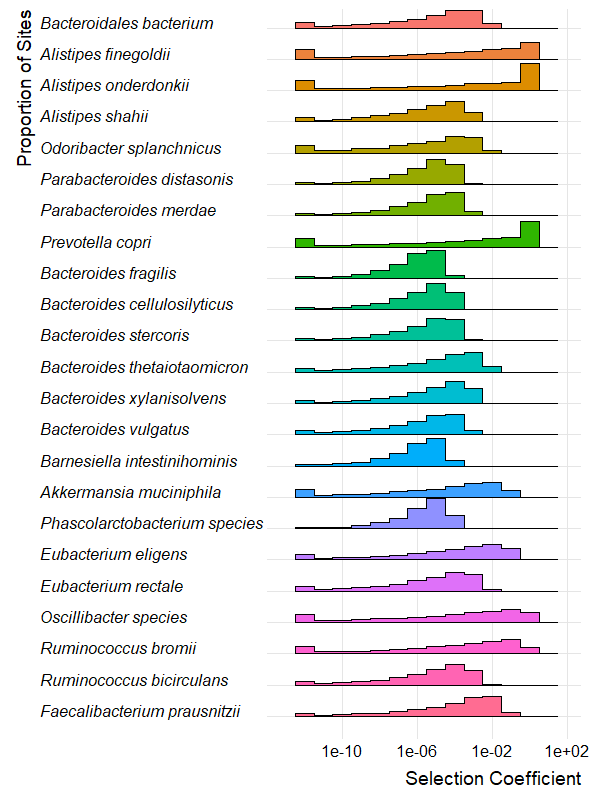 Proportion of Sites
Bacteroidales bacterium
Alistipes finegoldii
Alistipes onderdonkii
Alistipes shahii
Odoribacter splanchnicus
Parabacteroides distasonis
Parabacteroides merdae
Prevotella copri
Bacteroides fragilis
Bacteroides cellulosilyticus
Bacteroides stercoris
Bacteroides thetaiotaomicron
Bacteroides xylanisolvens
Bacteroides vulgatus
Barnesiella intestinihominis
Akkermansia muciniphila
Phascolarctobacterium species
Eubacterium eligens
Eubacterium rectale
Oscillibacter species
Ruminococcus bromii
Ruminococcus bicirculans
Faecalibacterium prausnitzii
1e-10 1e-06 1e-02 1e+02
Selection Coefficient